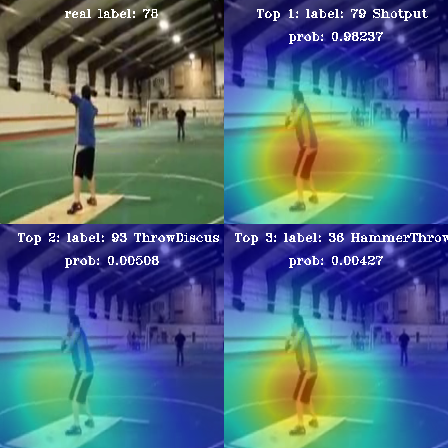 real label: 78
Top 1: label: 79 Shotput
prob: 0.98237
Top 2: label: 93 ThrowDiscus
prob: 0.00508
Top 3: label: 36 HammerThrow
prob: 0.00427